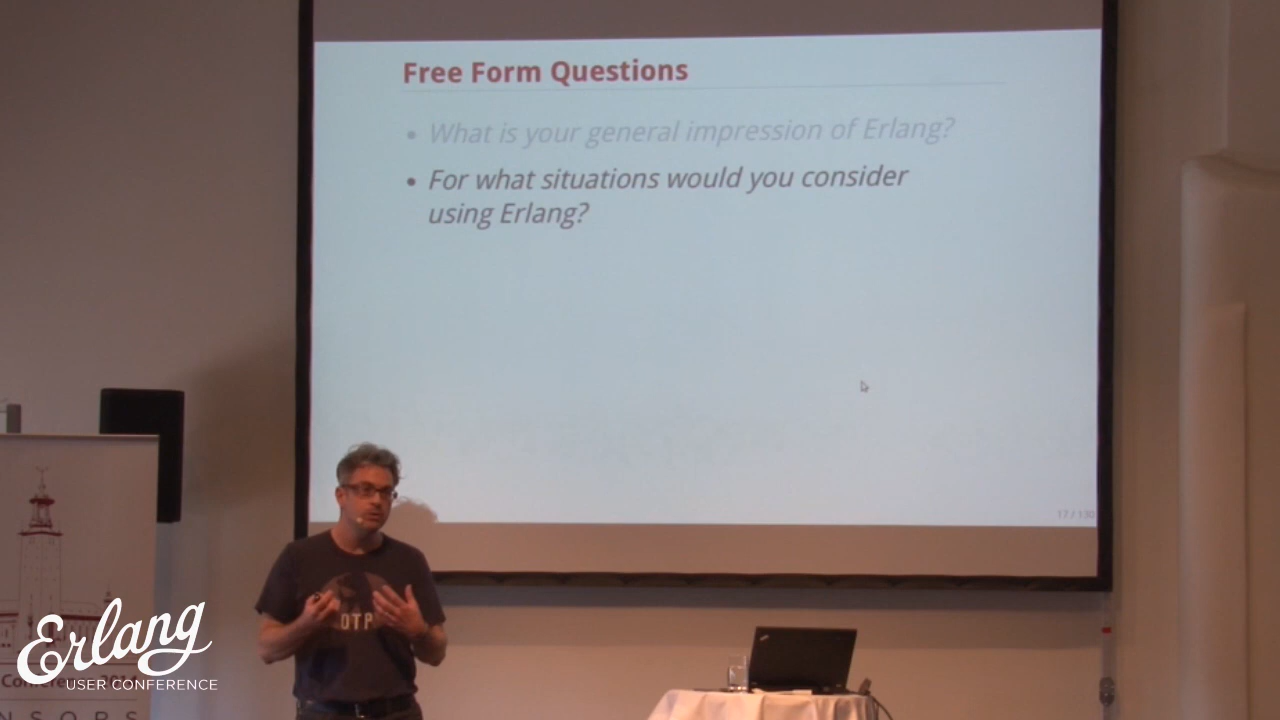 Free Form Questions
• What is your general impression of Erlang?
• For what situations would you consider
using Erlang?
17 / 130
OTP
Erlang
USER CONFERENCE
NSORS